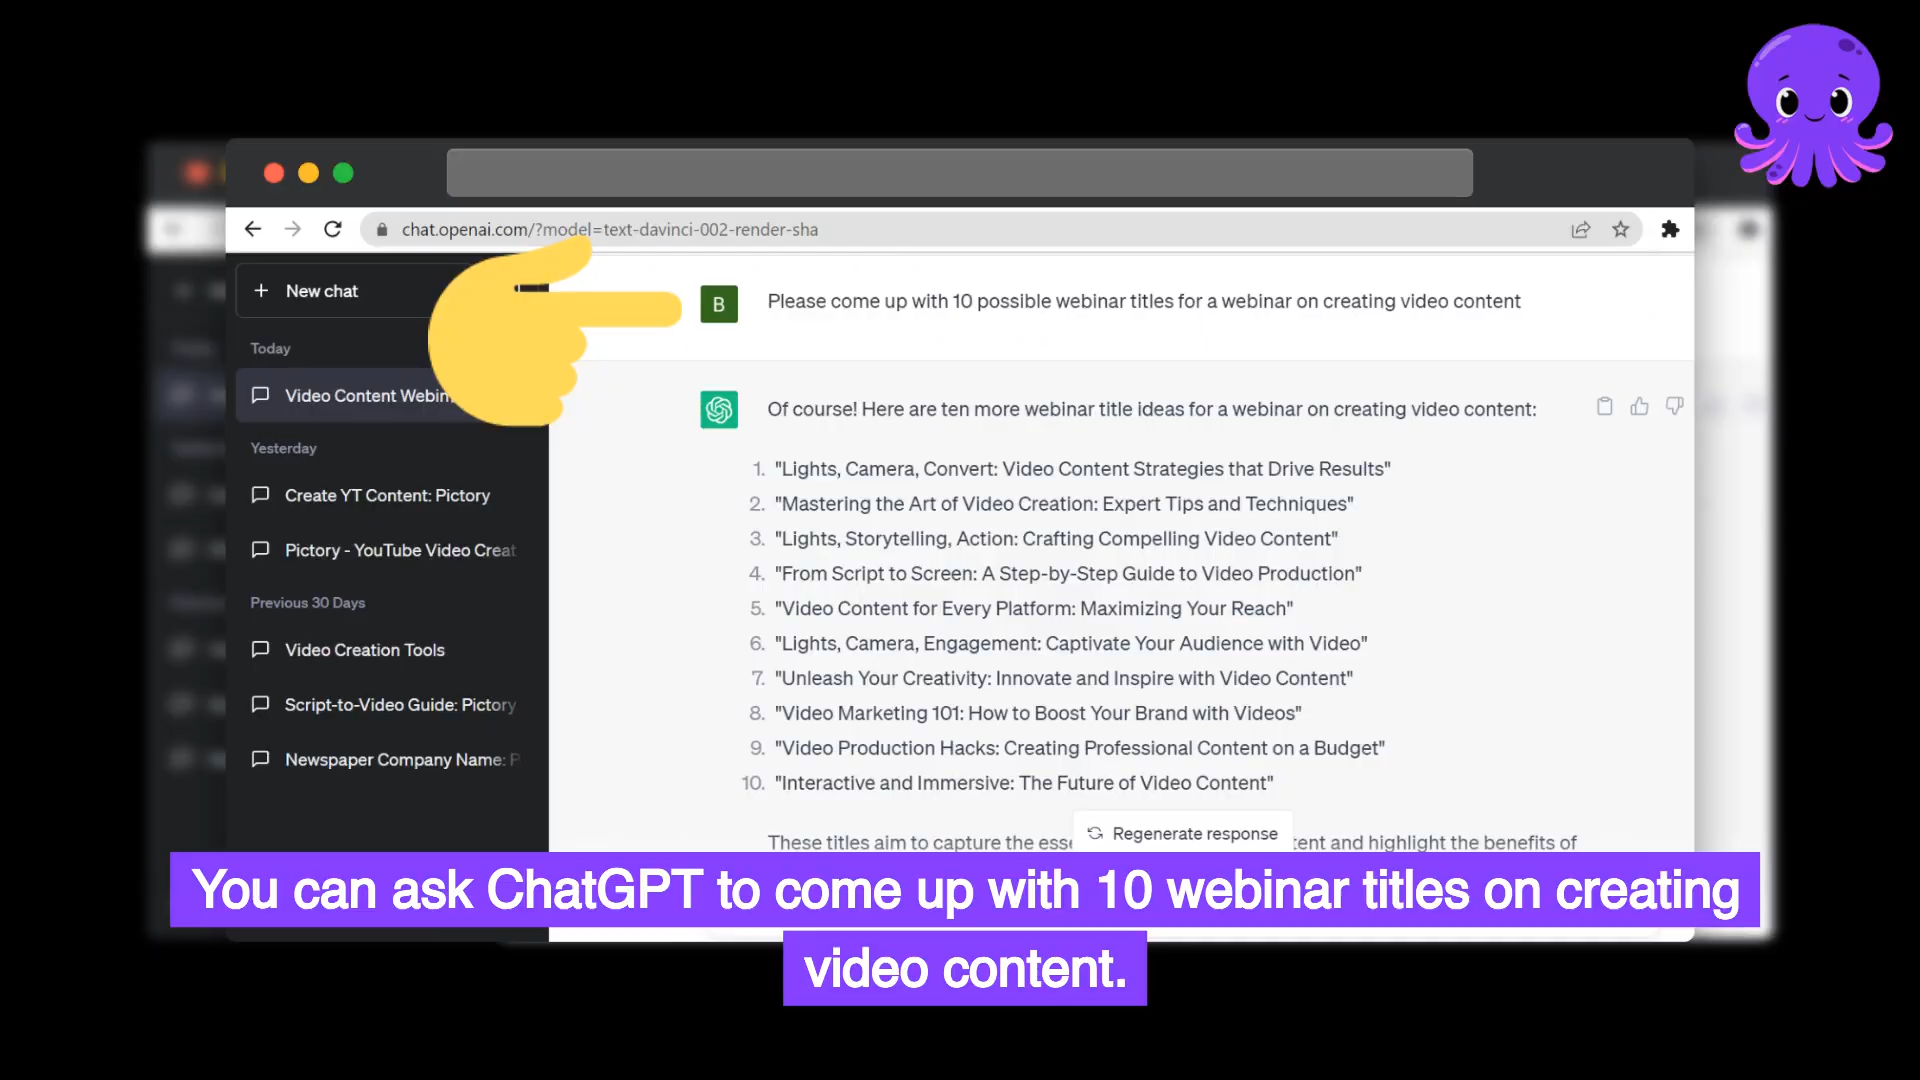 chat.openai.com/?model=text-davinci-002-render-sha
+ New chat
Today
Video Content Webin
Yesterday
Create YT Content: Pictory
Pictory - YouTube Video Creat
Previous 30 Days
Video Creation Tools
Script-to-Video Guide: Pictory
Newspaper Company Name: P
B
Please come up with 10 possible webinar titles for a webinar on creating video content
Of course! Here are ten more webinar title ideas for a webinar on creating video content:
1. "Lights, Camera, Convert: Video Content Strategies that Drive Results"
2. "Mastering the Art of Video Creation: Expert Tips and Techniques"
3. "Lights, Storytelling, Action: Crafting Compelling Video Content"
4. "From Script to Screen: A Step-by-Step Guide to Video Production"
5. "Video Content for Every Platform: Maximizing Your Reach"
6. "Lights, Camera, Engagement: Captivate Your Audience with Video"
7. "Unleash Your Creativity: Innovate and Inspire with Video Content"
8. "Video Marketing 101: How to Boost Your Brand with Videos"
9. "Video Production Hacks: Creating Professional Content on a Budget"
10. "Interactive and Immersive: The Future of Video Content"
These titles aim to capture the esse tent and highlight the benefits of
Regenerate response
You can ask ChatGPT to come up with 10 webinar titles on creating
video content.